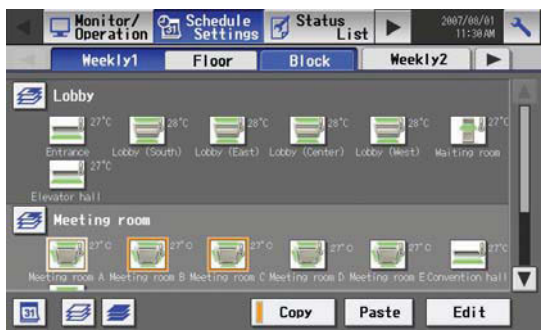 Monitor/ Operation
Schedule Settings
Status List
2007/08/01
11:30 AM
Weekly1 Floor Block Weekly2
Lobby
27°C 28°C 28°C 28°C 28°C 27°C
Entrance Lobby (South) Lobby (East) Lobby (Center) Lobby (West) Waiting room
27°C
Elevator hall
Meeting room
27°C 27°C 27°C 27°C 27°C 27°C
Meeting room A Meeting room B Meeting room C Meeting room D Meeting room E Convention hall
31 Copy Paste Edit